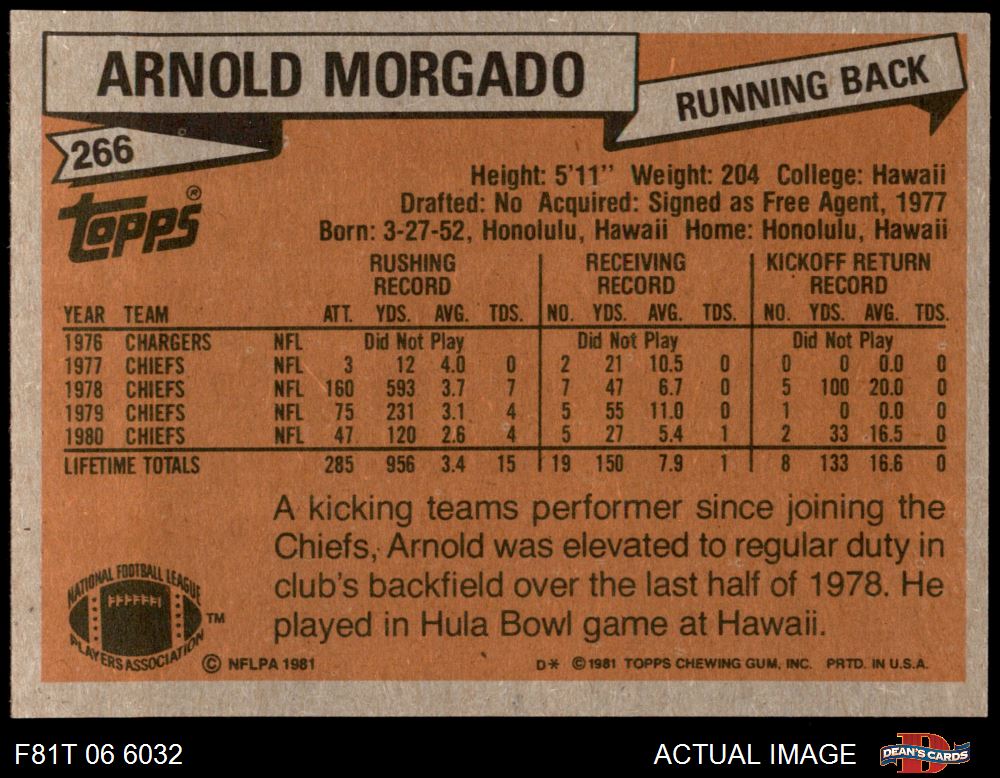 ARNOLD MORGADO
RUNNING BACK
266
TOPPS®
Height: 5'11" Weight: 204 College: Hawaii
Drafted: No Acquired: Signed as Free Agent, 1977
Born: 3-27-52, Honolulu, Hawaii Home: Honolulu, Hawaii
RUSHING RECEIVING KICKOFF RETURN
RECORD RECORD RECORD
YEAR TEAM ATT. YDS. AVG. TDS. NO. YDS. AVG. TDS. NO. YDS. AVG. TDS.
1976 CHARGERS NFL Did Not Play Did Not Play Did Not Play
1977 CHIEFS NFL 3 12 4.0 0 2 21 10.5 0 0 0 0.0 0
1978 CHIEFS NFL 160 593 3.7 7 7 47 6.7 0 5 100 20.0 0
1979 CHIEFS NFL 75 231 3.1 4 5 55 11.0 0 1 0 0.0 0
1980 CHIEFS NFL 47 120 2.6 4 5 27 5.4 1 2 33 16.5 0
LIFETIME TOTALS 285 956 3.4 15 19 150 7.9 1 8 133 16.6 0
A kicking teams performer since joining the
Chiefs, Arnold was elevated to regular duty in
club's backfield over the last half of 1978. He
played in Hula Bowl game at Hawaii.
NATIONAL FOOTBALL LEAGUE
PLAYERS ASSOCIATION
™
© NFLPA 1981
D* © 1981 TOPPS CHEWING GUM, INC. PRTD. IN U.S.A.
F81T 06 6032
ACTUAL IMAGE
D
DEAN'S CARDS